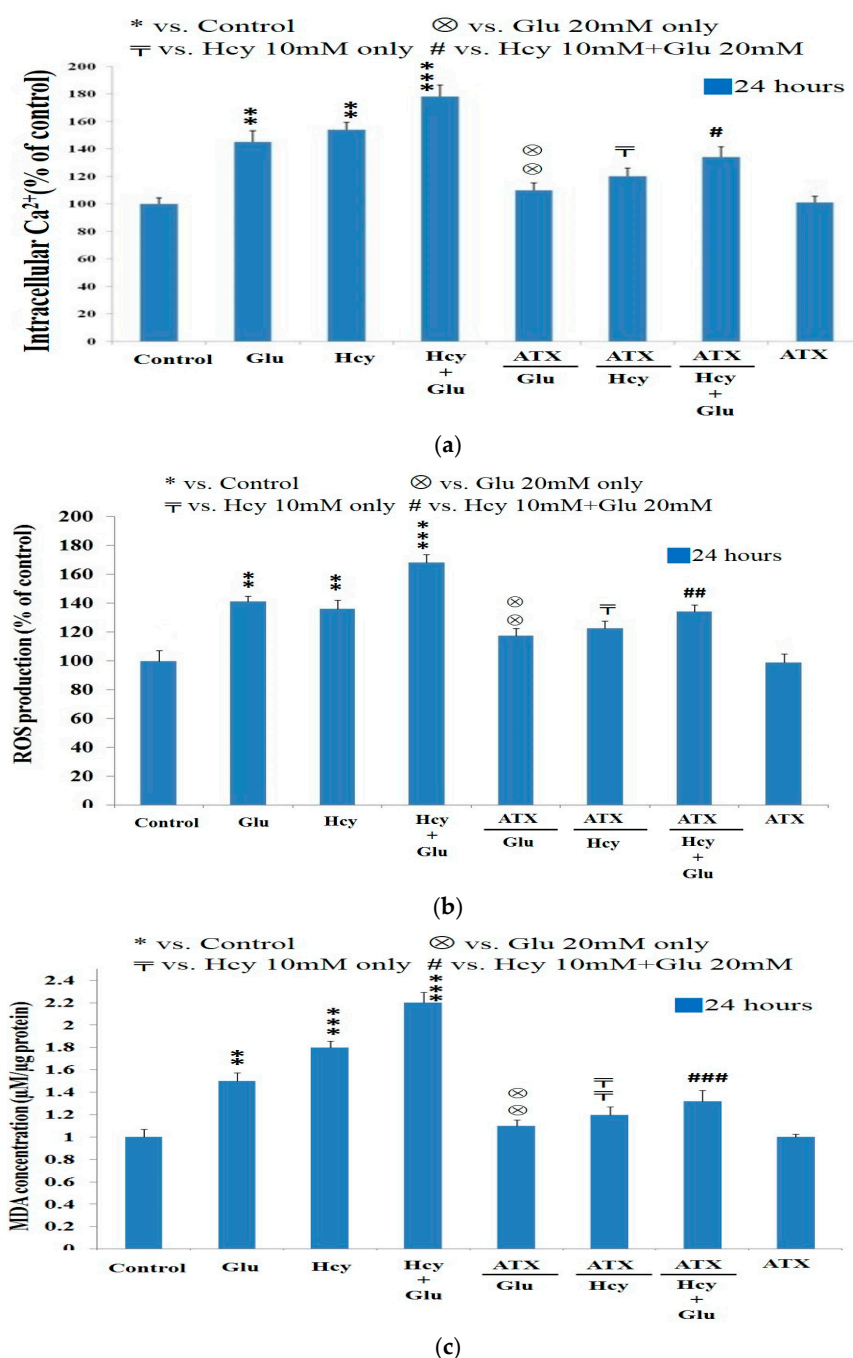 * vs. Control ⊗ vs. Glu 20mM only
╤ vs. Hcy 10mM only # vs. Hcy 10mM+Glu 20mM
Intracellular Ca²⁺(% of control)
200
180
160
140
120
100
80
60
40
20
0
** ** *** ⊗⊗ ╤ #
24 hours
Control Glu Hcy Hcy + Glu ATX Glu ATX Hcy ATX Hcy + Glu ATX
(a)
* vs. Control ⊗ vs. Glu 20mM only
╤ vs. Hcy 10mM only # vs. Hcy 10mM+Glu 20mM
ROS production (% of control)
200
180
160
140
120
100
80
60
40
20
0
** ** *** ⊗⊗ ╤ ##
24 hours
Control Glu Hcy Hcy + Glu ATX Glu ATX Hcy ATX Hcy + Glu ATX
(b)
* vs. Control ⊗ vs. Glu 20mM only
╤ vs. Hcy 10mM only # vs. Hcy 10mM+Glu 20mM
MDA concentration (μM/μg protein)
2.4
2.2
2
1.8
1.6
1.4
1.2
1
0.8
0.6
0.4
0.2
0
** *** *** ⊗⊗ ╤╤ ###
24 hours
Control Glu Hcy Hcy + Glu ATX Glu ATX Hcy ATX Hcy + Glu ATX
(c)